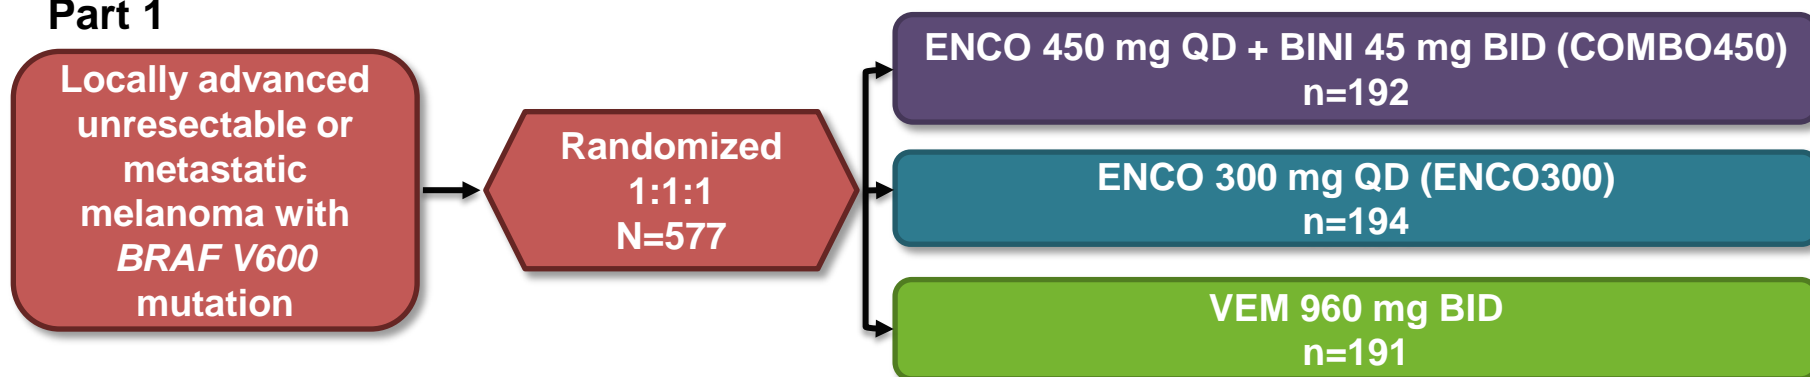 Part 1
Locally advanced
unresectable or
metastatic
melanoma with
BRAF V600
mutation
Randomized
1:1:1
N=577
ENCO 450 mg QD + BINI 45 mg BID (COMBO450)
n=192
ENCO 300 mg QD (ENCO300)
n=194
VEM 960 mg BID
n=191